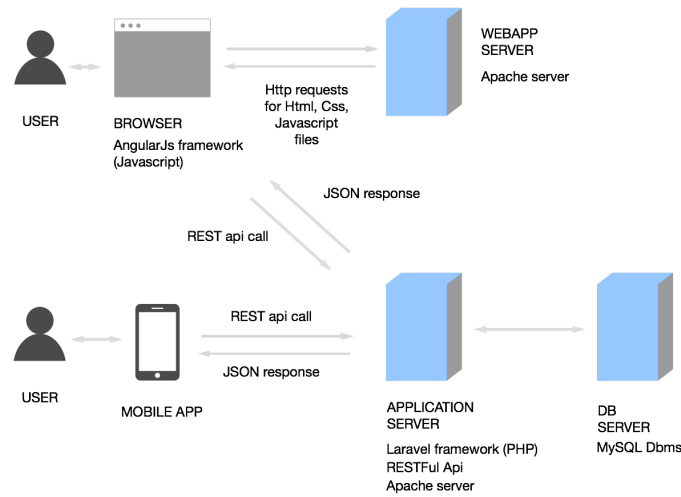 WEBAPP
SERVER
Apache server
Http requests
for Html, Css,
Javascript
files
USER
BROWSER
AngularJs framework
(Javascript)
JSON response
REST api call
REST api call
JSON response
USER
MOBILE APP
APPLICATION
SERVER
Laravel framework (PHP)
RESTFul Api
Apache server
DB
SERVER
MySQL Dbms